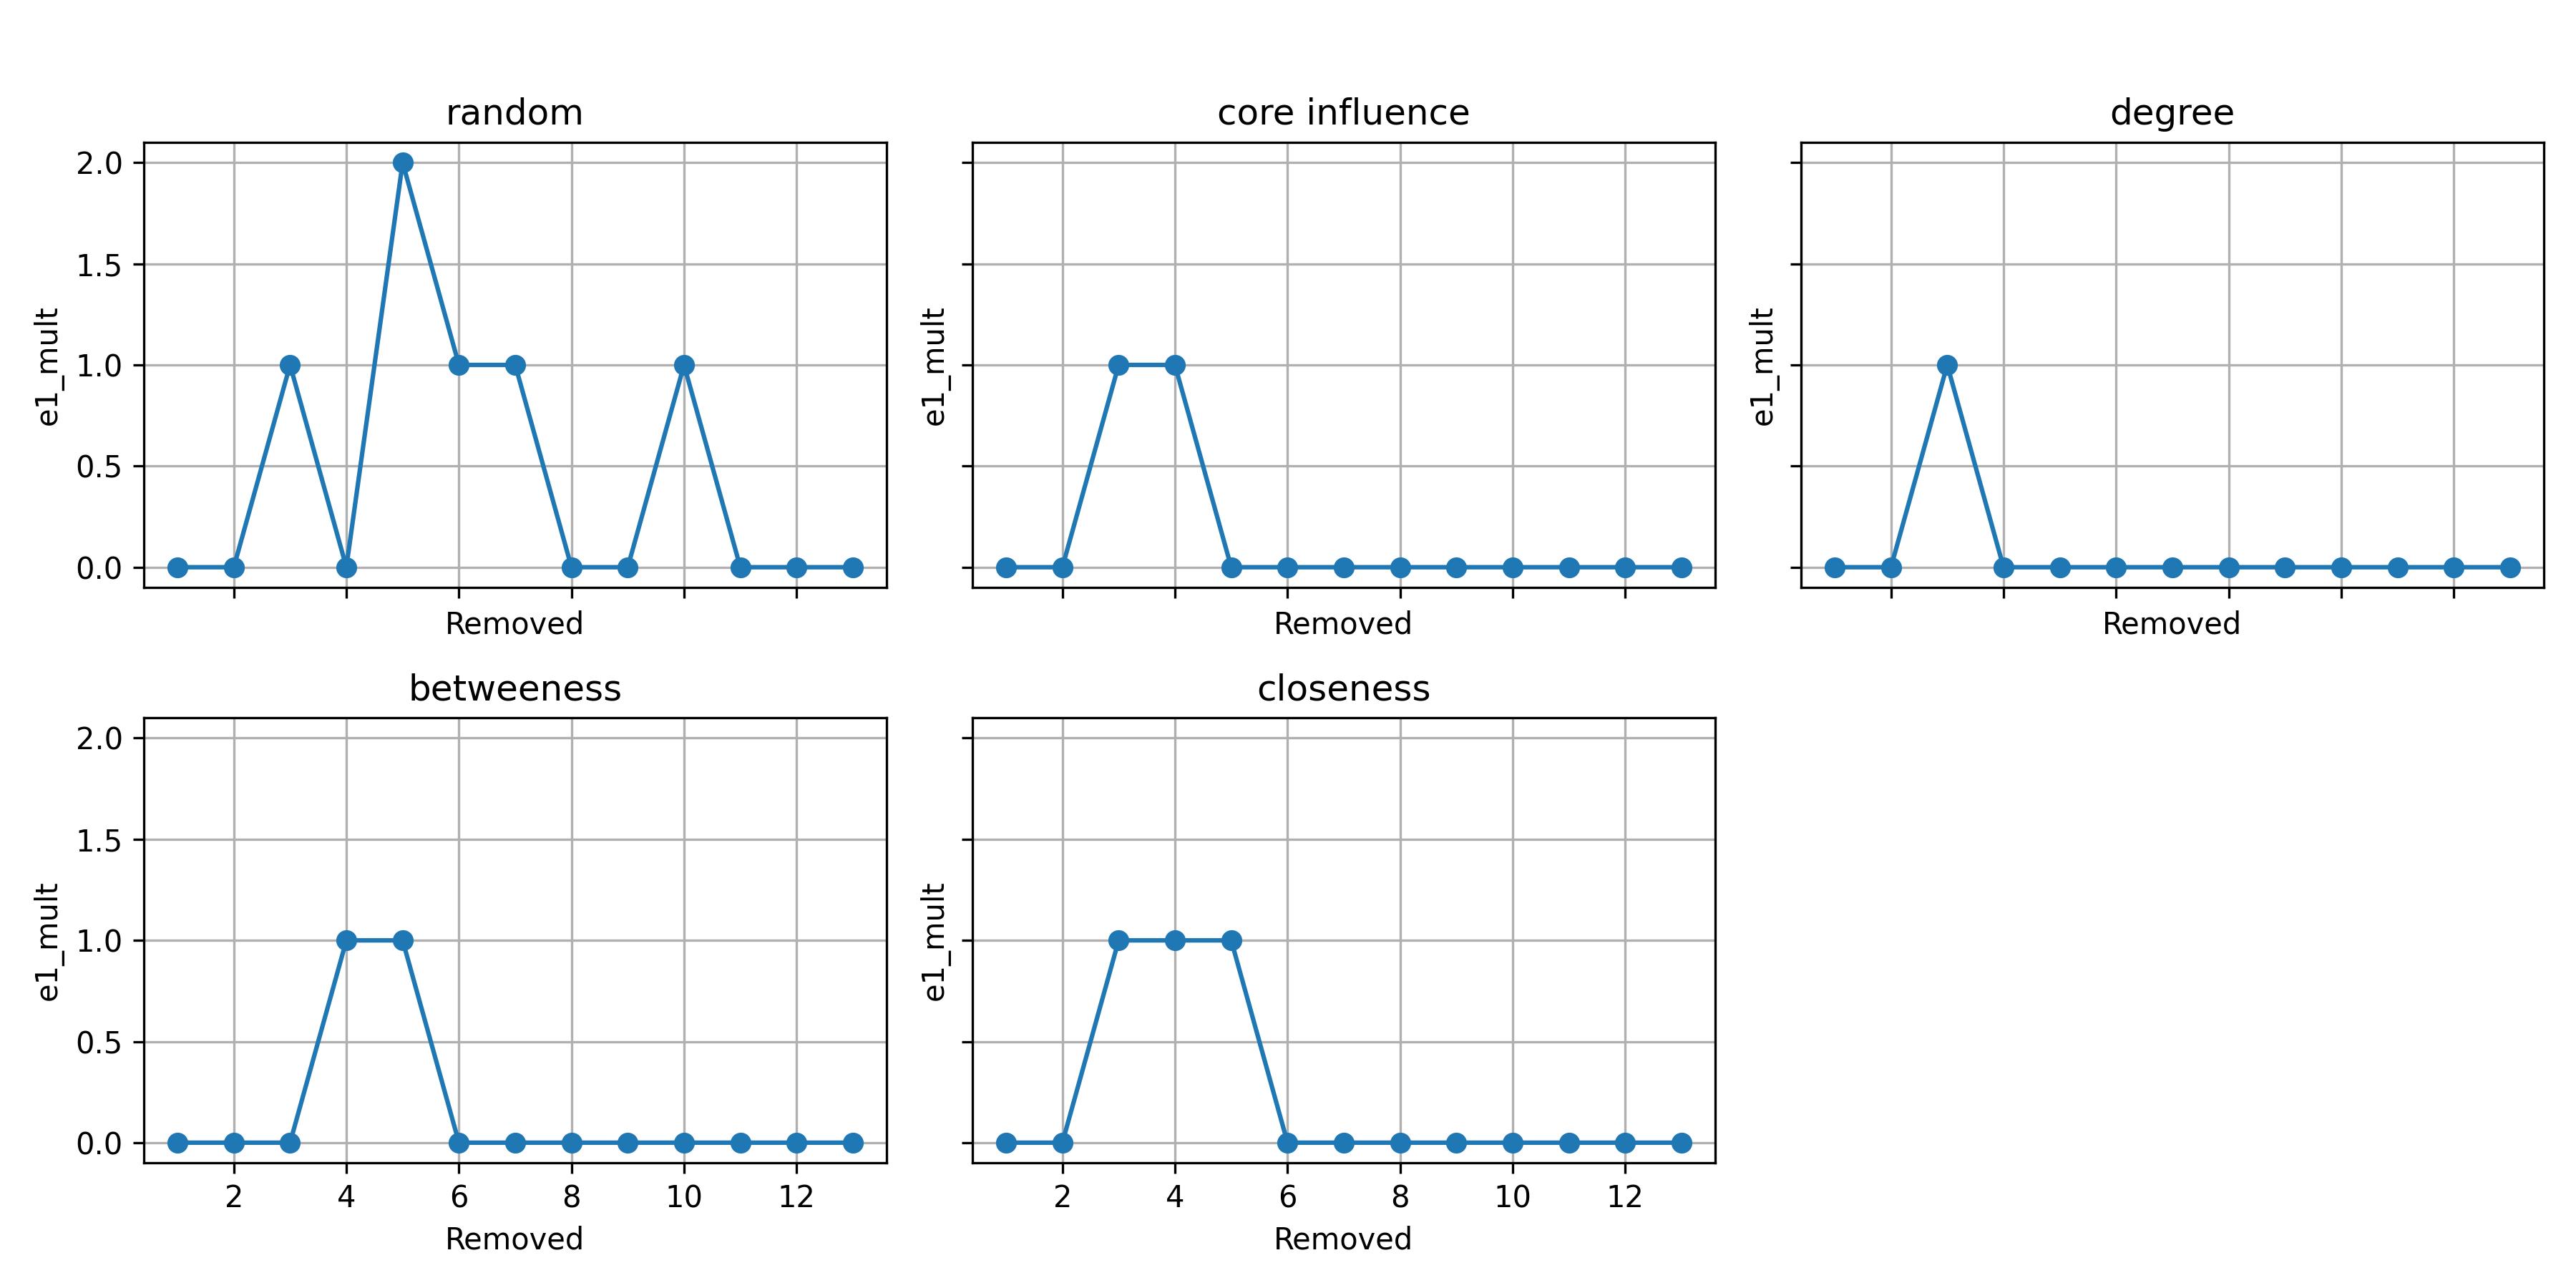 random
core influence
degree
2.0
1.5
1.0
0.5
0.0
e1_mult
e1_mult
e1_mult
Removed
Removed
Removed
betweeness
closeness
2.0
1.5
1.0
0.5
0.0
e1_mult
e1_mult
2 4 6 8 10 12
2 4 6 8 10 12
Removed
Removed